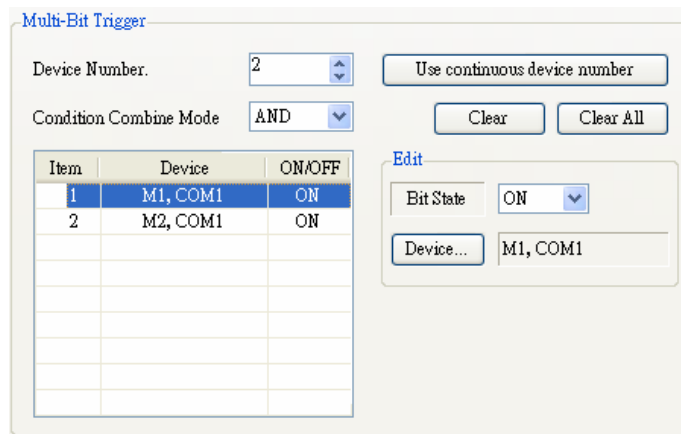 Multi-Bit Trigger
Device Number. 2 Use continuous device number
Condition Combine Mode AND Clear Clear All
Item Device ON/OFF
1 M1, COM1 ON
2 M2, COM1 ON
Edit
Bit State ON
Device... M1, COM1